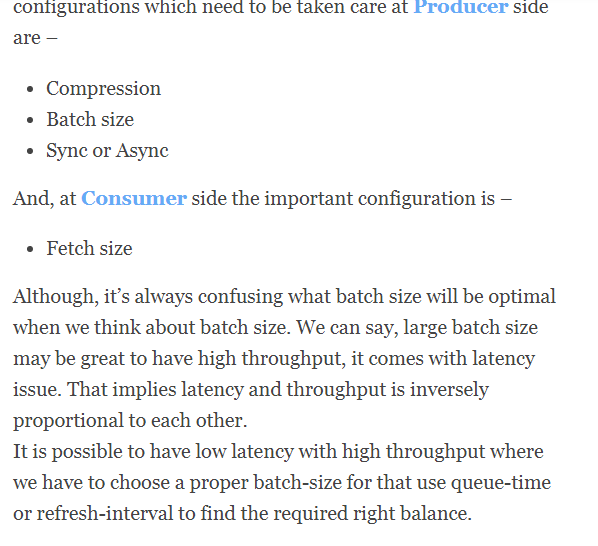 configurations which need to be taken care at Producer side
are –
• Compression
• Batch size
• Sync or Async
And, at Consumer side the important configuration is –
• Fetch size
Although, it’s always confusing what batch size will be optimal
when we think about batch size. We can say, large batch size
may be great to have high throughput, it comes with latency
issue. That implies latency and throughput is inversely
proportional to each other.
It is possible to have low latency with high throughput where
we have to choose a proper batch-size for that use queue-time
or refresh-interval to find the required right balance.